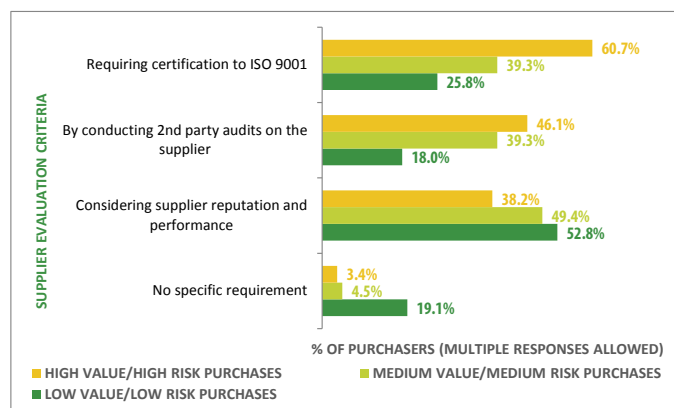 SUPPLIER EVALUATION CRITERIA
Requiring certification to ISO 9001
60.7%
39.3%
25.8%
By conducting 2nd party audits on the
supplier
46.1%
39.3%
18.0%
Considering supplier reputation and
performance
38.2%
49.4%
52.8%
No specific requirement
3.4%
4.5%
19.1%
% OF PURCHASERS (MULTIPLE RESPONSES ALLOWED)
HIGH VALUE/HIGH RISK PURCHASES
MEDIUM VALUE/MEDIUM RISK PURCHASES
LOW VALUE/LOW RISK PURCHASES